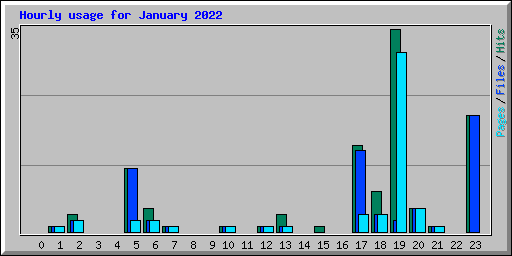 Hourly usage for January 2022
35
Pages/Files/Hits
0 1 2 3 4 5 6 7 8 9 10 11 12 13 14 15 16 17 18 19 20 21 22 23